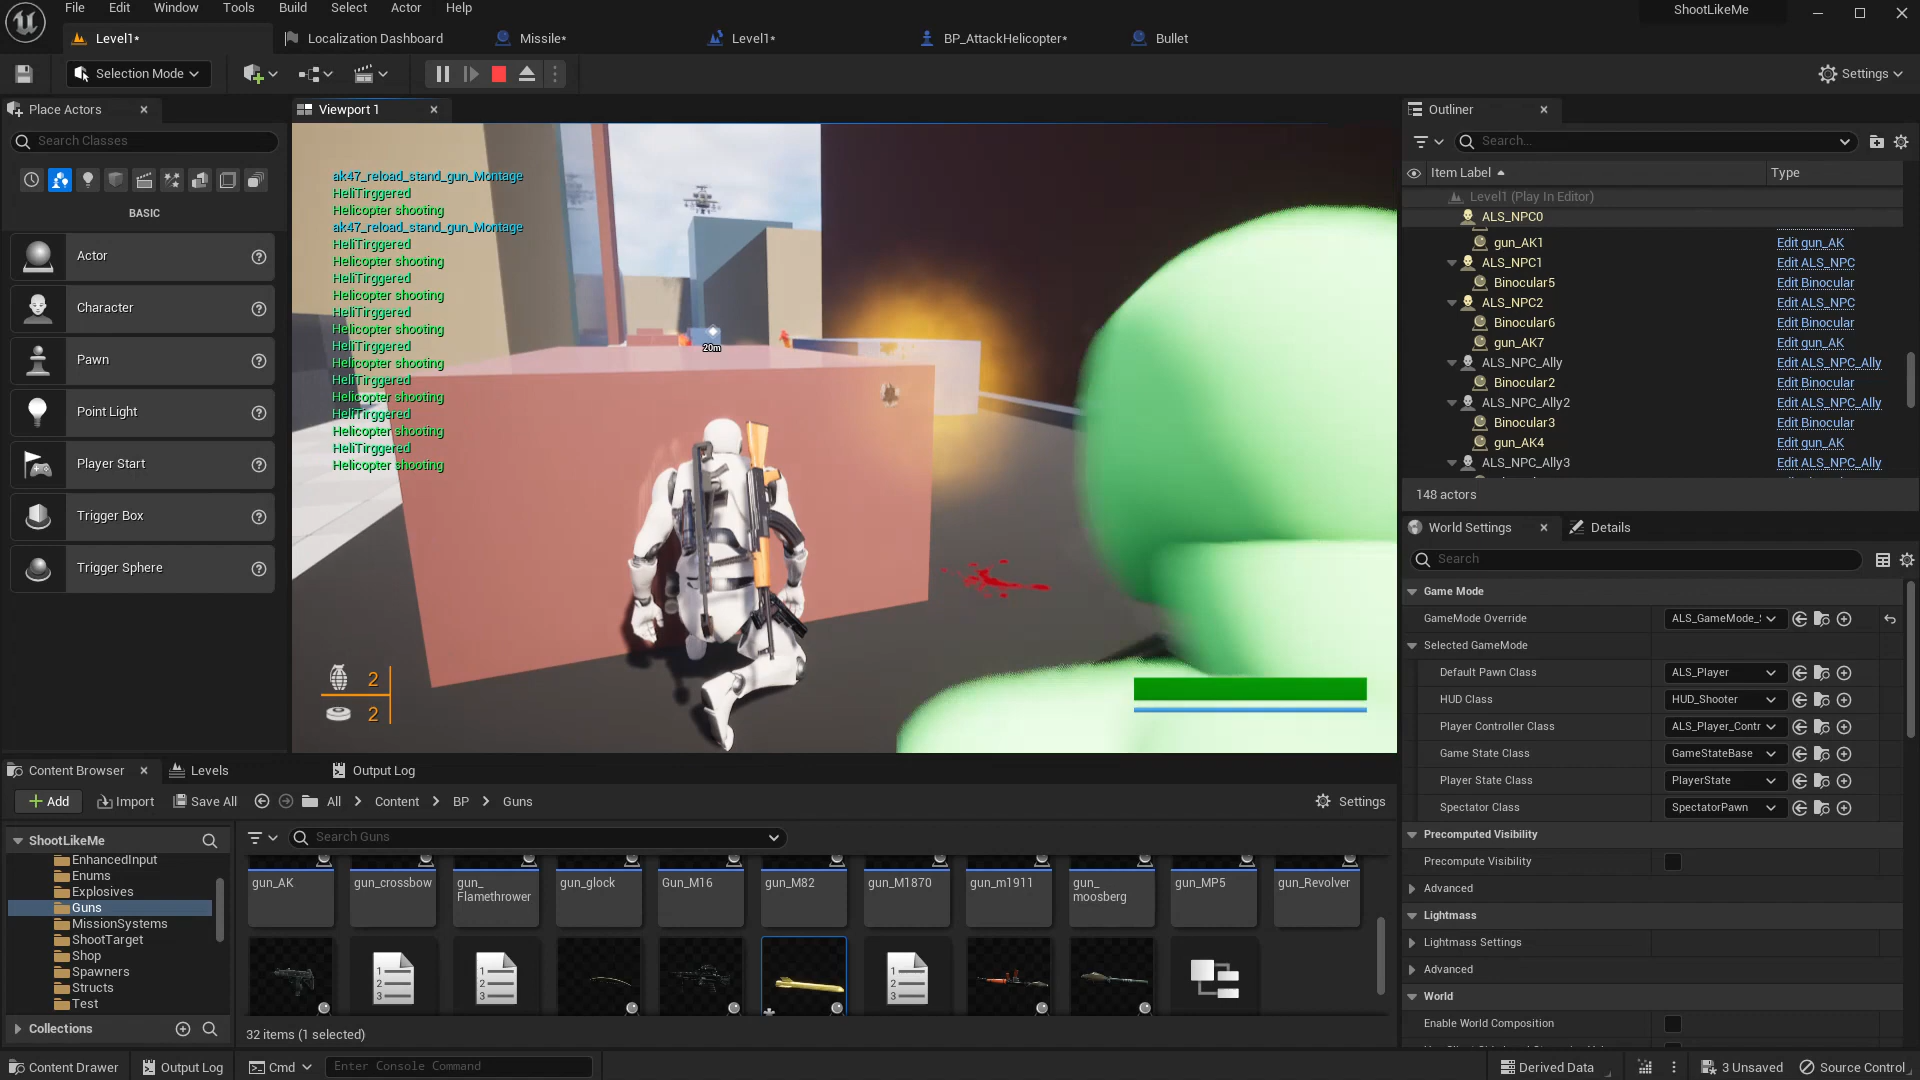 File Edit Window Tools Build Select Actor Help
ShootLikeMe
Level1* Localization Dashboard Missile* Level1* BP_AttackHelicopter* Bullet
Selection Mode Settings
Place Actors
Search Classes
BASIC
Actor
Character
Pawn
Point Light
Player Start
Trigger Box
Trigger Sphere
Viewport 1
ak47_reload_stand_gun_Montage
HeliTirggered
Helicopter shooting
ak47_reload_stand_gun_Montage
HeliTirggered
Helicopter shooting
HeliTirggered
Helicopter shooting
HeliTirggered
Helicopter shooting
HeliTirggered
Helicopter shooting
HeliTirggered
Helicopter shooting
HeliTirggered
Helicopter shooting
HeliTirggered
Helicopter shooting
20m
2
2
Outliner
Search...
Item Label Type
Level1 (Play In Editor)
ALS_NPC0
gun_AK1 Edit gun_AK
ALS_NPC1 Edit ALS_NPC
Binocular5 Edit Binocular
ALS_NPC2 Edit ALS_NPC
Binocular6 Edit Binocular
gun_AK7 Edit gun_AK
ALS_NPC_Ally Edit ALS_NPC_Ally
Binocular2 Edit Binocular
ALS_NPC_Ally2 Edit ALS_NPC_Ally
Binocular3 Edit Binocular
gun_AK4 Edit gun_AK
ALS_NPC_Ally3 Edit ALS_NPC_Ally
148 actors
World Settings Details
Search
Game Mode
GameMode Override ALS_GameMode_
Selected GameMode
Default Pawn Class ALS_Player
HUD Class HUD_Shooter
Player Controller Class ALS_Player_Contr
Game State Class GameStateBase
Player State Class PlayerState
Spectator Class SpectatorPawn
Precomputed Visibility
Precompute Visibility
Advanced
Lightmass
Lightmass Settings
Advanced
World
Enable World Composition
Content Browser Levels Output Log
Add Import Save All All Content BP Guns Settings
ShootLikeMe
EnhancedInput
Enums
Explosives
Guns
MissionSystems
ShootTarget
Shop
Spawners
Structs
Test
Collections
Search Guns
gun_AK gun_crossbow gun_ Flamethrower gun_glock Gun_M16 gun_M82 gun_M1870 gun_m1911 gun_ moosberg gun_MP5 gun_Revolver
32 items (1 selected)
Content Drawer Output Log Cmd Enter Console Command Derived Data 3 Unsaved Source Control